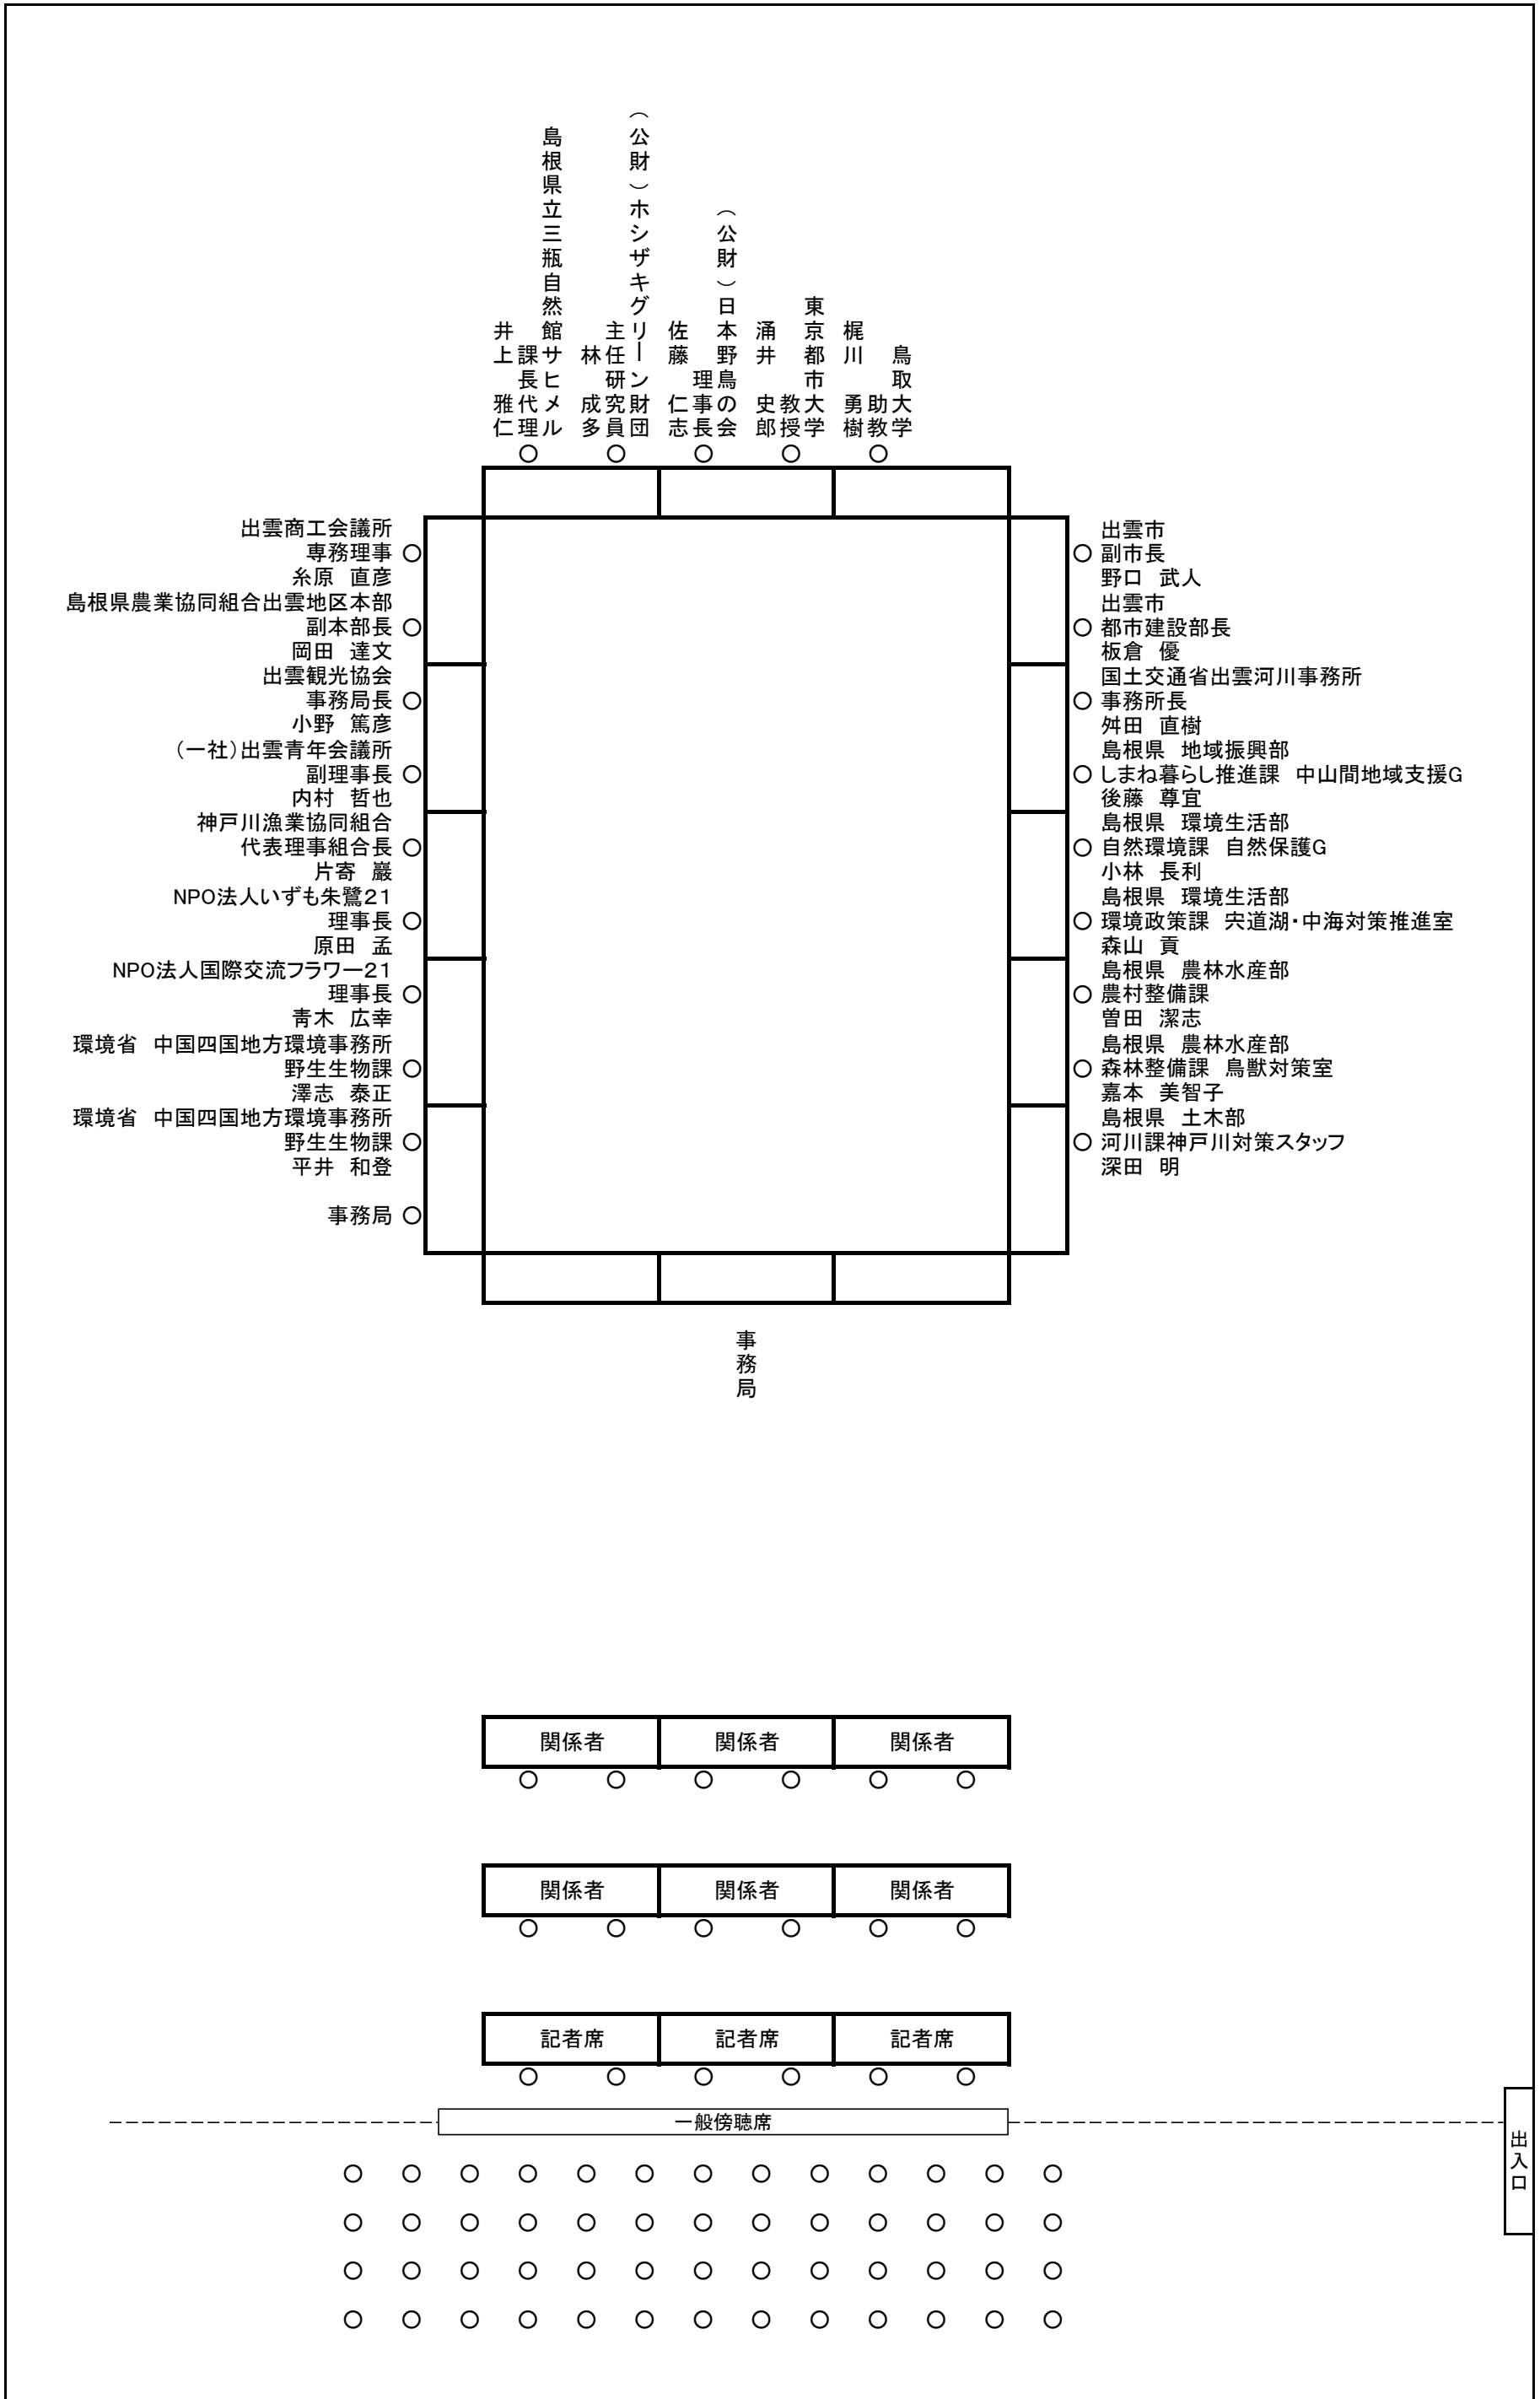 鳥取大学
助教
梶川　勇樹
東京都市大学
教授
涌井　史郎
（公財）日本野鳥の会
理事長
佐藤　仁志
（公財）ホシザキグリーン財団
主任研究員
林　成多
島根県立三瓶自然館サヒメル
課長代理
井上　雅仁
出雲商工会議所
専務理事
糸原　直彦
島根県農業協同組合出雲地区本部
副本部長
岡田　達文
出雲観光協会
事務局長
小野　篤彦
（一社）出雲青年会議所
副理事長
内村　哲也
神戸川漁業協同組合
代表理事組合長
片寄　巖
NPO法人いずも朱鷺21
理事長
原田　孟
NPO法人国際交流フラワー21
理事長
靑木　広幸
環境省　中国四国地方環境事務所
野生生物課
澤志　泰正
環境省　中国四国地方環境事務所
野生生物課
平井　和登
事務局
出雲市
副市長
野口　武人
出雲市
都市建設部長
板倉　優
国土交通省出雲河川事務所
事務所長
舛田　直樹
島根県 地域振興部
しまね暮らし推進課　中山間地域支援G
後藤　尊宜
島根県 環境生活部
自然環境課　自然保護G
小林　長利
島根県 環境生活部
環境政策課　宍道湖・中海対策推進室
森山　貢
島根県 農林水産部
農村整備課
曽田　潔志
島根県 農林水産部
森林整備課　鳥獣対策室
嘉本　美智子
島根県 土木部
河川課神戸川対策スタッフ
深田　明
事務局
関係者
関係者
関係者
関係者
関係者
関係者
記者席
記者席
記者席
一般傍聴席
出入口